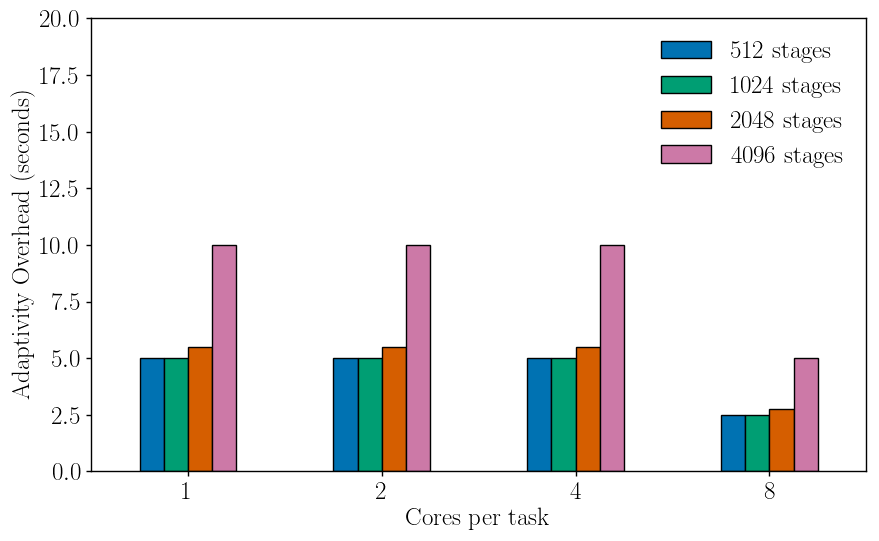 20.0
17.5
15.0
12.5
10.0
7.5
5.0
2.5
0.0
Adaptivity Overhead (seconds)
512 stages
1024 stages
2048 stages
4096 stages
1 2 4 8
Cores per task